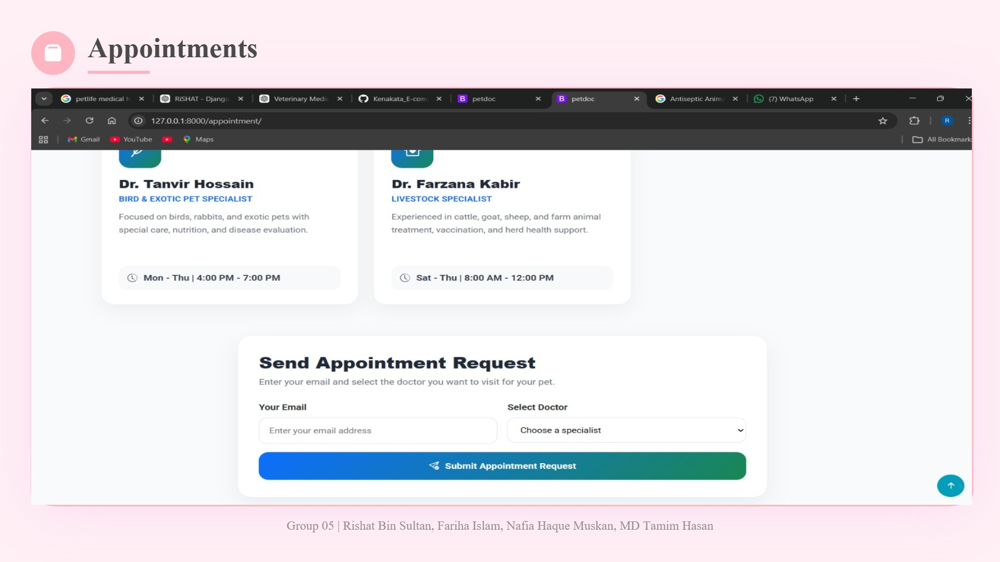 Appointments
petlife medical h
RiSHAT - Django
Veterinary Medic
Kenakata_E-com
petdoc
petdoc
Antiseptic Anima
(7) WhatsApp
127.0.0.1:8000/appointment/
R
Gmail
YouTube
Maps
All Bookmark
Dr. Tanvir Hossain
BIRD & EXOTIC PET SPECIALIST
Focused on birds, rabbits, and exotic pets with
special care, nutrition, and disease evaluation.
Mon - Thu | 4:00 PM - 7:00 PM
Dr. Farzana Kabir
LIVESTOCK SPECIALIST
Experienced in cattle, goat, sheep, and farm animal
treatment, vaccination, and herd health support.
Sat - Thu | 8:00 AM - 12:00 PM
Send Appointment Request
Enter your email and select the doctor you want to visit for your pet.
Your Email
Enter your email address
Select Doctor
Choose a specialist
Submit Appointment Request
Group 05 | Rishat Bin Sultan, Fariha Islam, Nafia Haque Muskan, MD Tamim Hasan